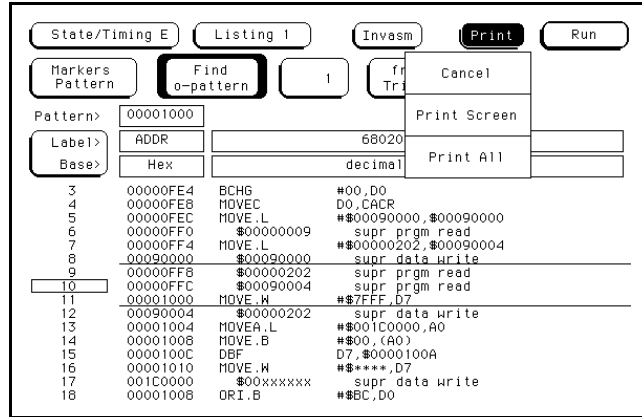 State/Timing E Listing 1 Invasm Print Run
Markers Pattern Find o-pattern 1 Cancel
Print Screen
Print All
Pattern> 00001000
Label> ADDR 68020
Base> Hex decimal
3 00000FE4 BCHG #00,D0
4 00000FE8 MOVEC D0,CACR
5 00000FEC MOVE.L #$00090000,$00090000
6 00000FF0 $00000009 supr prgm read
7 00000FF4 MOVE.L #$00000202,$00090004
8 00090000 $00090000 supr data write
9 00000FF8 $00000202 supr prgm read
10 00000FFC $00090004 supr prgm read
11 00001000 MOVE.W #$7FFF,D7
12 00090004 $00000202 supr data write
13 00001004 MOVEA.L #$001C0000,A0
14 00001008 MOVE.B #$00,(A0)
15 0000100C DBF D7,$0000100A
16 00001010 MOVE.W #$****,D7
17 001C0000 $00xxxxxx supr data write
18 00001008 ORI.B #$BC,D0